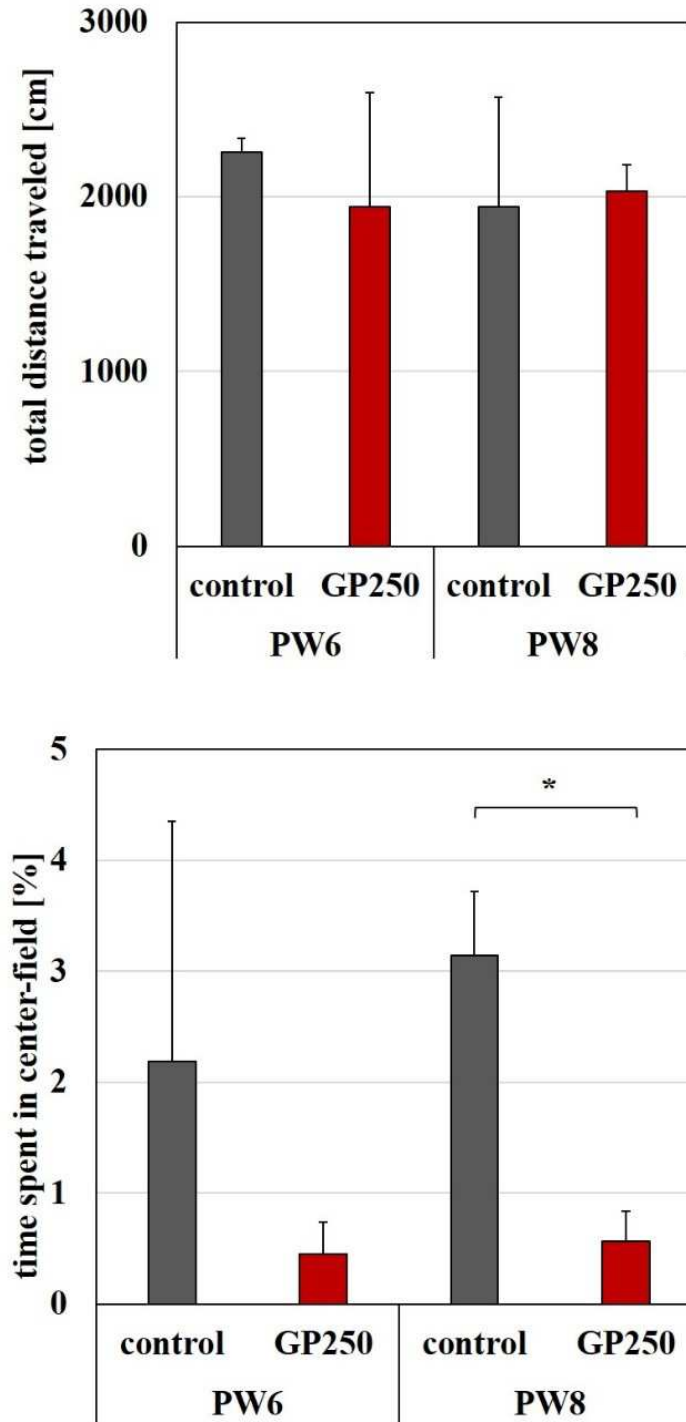 total distance traveled [cm]
3000
2000
1000
0
control GP250 control GP250
PW6 PW8
time spent in center-field [%]
5
4
3
2
1
0
*
control GP250 control GP250
PW6 PW8